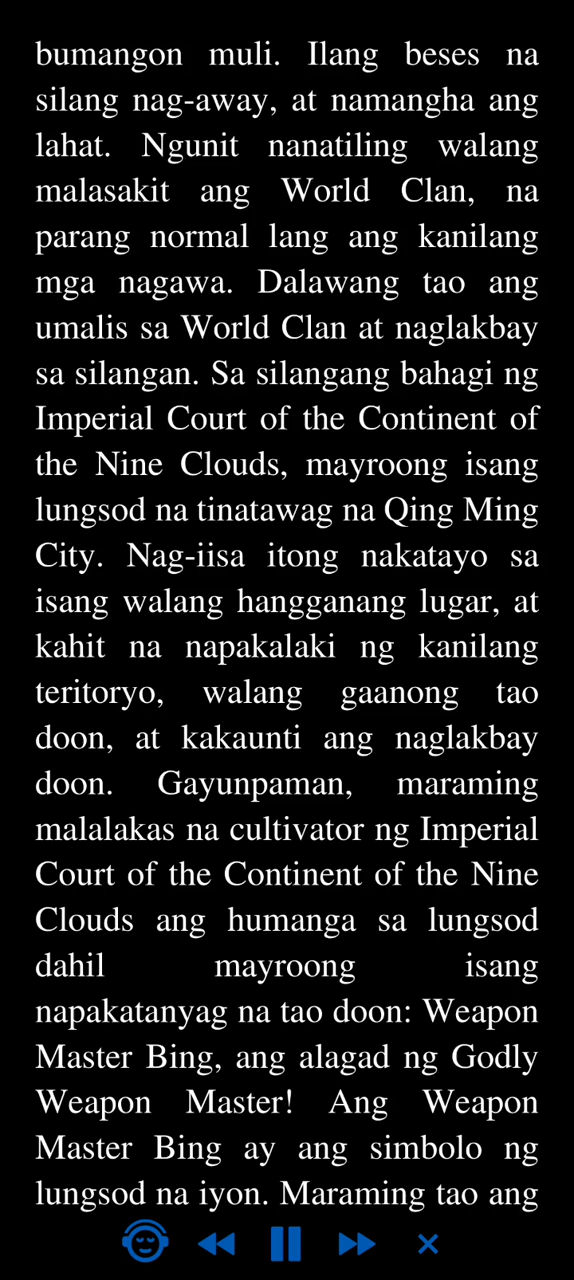 bumangon muli. Ilang beses na
silang nag-away, at namangha ang
lahat. Ngunit nanatiling walang
malasakit ang World Clan, na
parang normal lang ang kanilang
mga nagawa. Dalawang tao ang
umalis sa World Clan at naglakbay
sa silangan. Sa silangang bahagi ng
Imperial Court of the Continent of
the Nine Clouds, mayroong isang
lungsod na tinatawag na Qing Ming
City. Nag-iisa itong nakatayo sa
isang walang hangganang lugar, at
kahit na napakalaki ng kanilang
teritoryo, walang gaanong tao
doon, at kakaunti ang naglakbay
doon. Gayunpaman, maraming
malalakas na cultivator ng Imperial
Court of the Continent of the Nine
Clouds ang humanga sa lungsod
dahil mayroong isang
napakatanyag na tao doon: Weapon
Master Bing, ang alagad ng Godly
Weapon Master! Ang Weapon
Master Bing ay ang simbolo ng
lungsod na iyon. Maraming tao ang